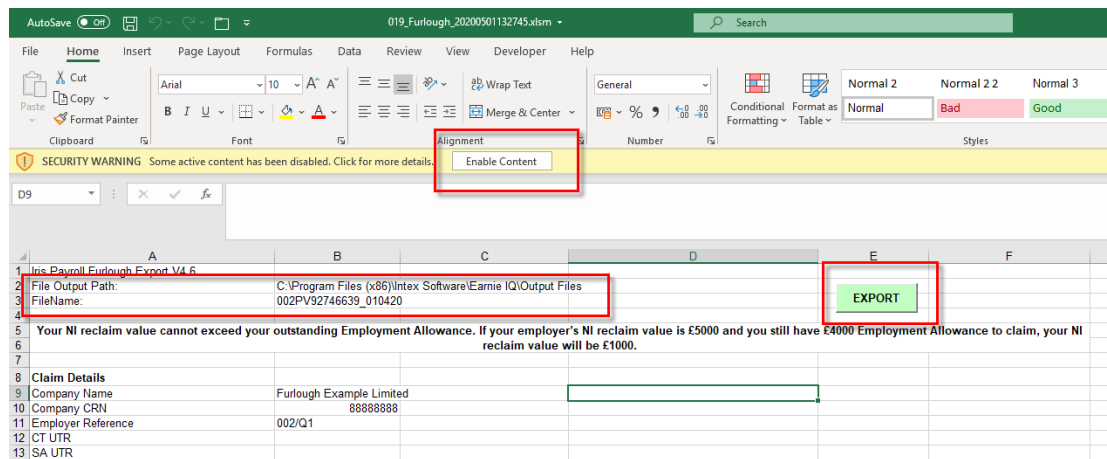 AutoSave Off 019_Furlough_20200501132745.xlsm Search
File Home Insert Page Layout Formulas Data Review View Developer Help
Paste Cut Copy Format Painter
Arial 10 A A
B I U A
ab Wrap Text
Merge & Center
General
% 9 .00 .00
Conditional Formatting Format as Table
Normal 2 Normal 2 2 Normal 3
Normal Bad Good
Clipboard Font Alignment Number Styles
SECURITY WARNING Some active content has been disabled. Click for more details. Enable Content
D9 fx
A B C D E F
1 Iris Payroll Furlough Export V4.6
2 File Output Path: C:\Program Files (x86)\Intex Software\Earnie IQ\Output Files
3 FileName: 002PV92746639_010420
EXPORT
4
5 Your NI reclaim value cannot exceed your outstanding Employment Allowance. If your employer's NI reclaim value is £5000 and you still have £4000 Employment Allowance to claim, your NI
6 reclaim value will be £1000.
7
8 Claim Details
9 Company Name Furlough Example Limited
10 Company CRN 88888888
11 Employer Reference 002/Q1
12 CT UTR
13 SA UTR